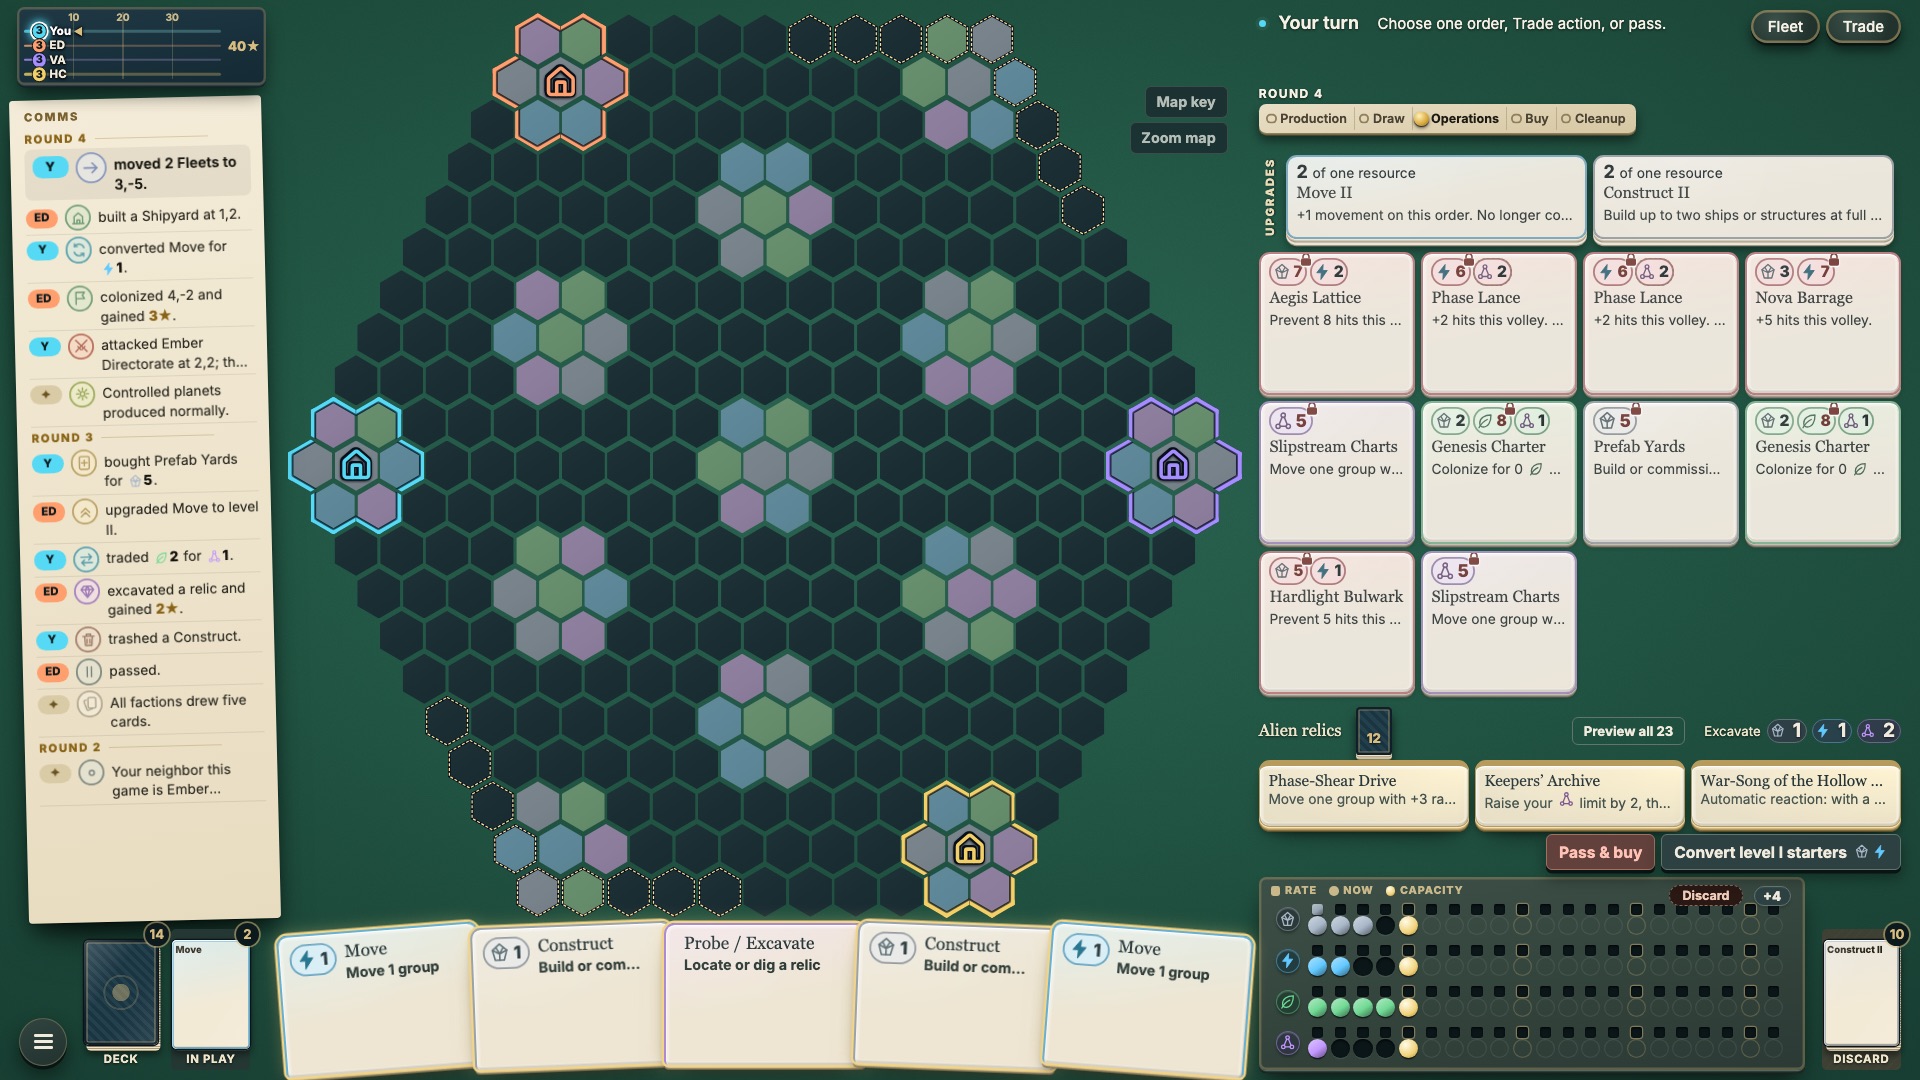 10 20 30
3 You
3 ED
3 VA
3 HC
40★
COMMS
ROUND 4
Y moved 2 Fleets to
3,-5.
ED built a Shipyard at 1,2.
Y converted Move for
1.
ED colonized 4,-2 and
gained 3★.
Y attacked Ember
Directorate at 2,2; th...
Controlled planets
produced normally.
ROUND 3
Y bought Prefab Yards
for 5.
ED upgraded Move to level
II.
Y traded 2 for 1.
ED excavated a relic and
gained 2★.
Y trashed a Construct.
ED passed.
All factions drew five
cards.
ROUND 2
Your neighbor this
game is Ember...
Map key
Zoom map
Your turn Choose one order, Trade action, or pass.
Fleet
Trade
ROUND 4
Production Draw Operations Buy Cleanup
UPGRADES
2 of one resource
Move II
+1 movement on this order. No longer co...
2 of one resource
Construct II
Build up to two ships or structures at full ...
7 2
Aegis Lattice
Prevent 8 hits this ...
6 2
Phase Lance
+2 hits this volley. ...
6 2
Phase Lance
+2 hits this volley. ...
3 7
Nova Barrage
+5 hits this volley.
5
Slipstream Charts
Move one group w...
2 8 1
Genesis Charter
Colonize for 0 ...
5
Prefab Yards
Build or commissi...
2 8 1
Genesis Charter
Colonize for 0 ...
5 1
Hardlight Bulwark
Prevent 5 hits this ...
5
Slipstream Charts
Move one group w...
Alien relics 12
Preview all 23
Excavate 1 1 2
Phase-Shear Drive
Move one group with +3 ra...
Keepers’ Archive
Raise your limit by 2, th...
War-Song of the Hollow ...
Automatic reaction: with a ...
Pass & buy
Convert level I starters
RATE NOW CAPACITY
Discard +4
14
DECK
2
Move
IN PLAY
1 Move
Move 1 group
1 Construct
Build or com...
Probe / Excavate
Locate or dig a relic
1 Construct
Build or com...
1 Move
Move 1 group
10
Construct II
DISCARD